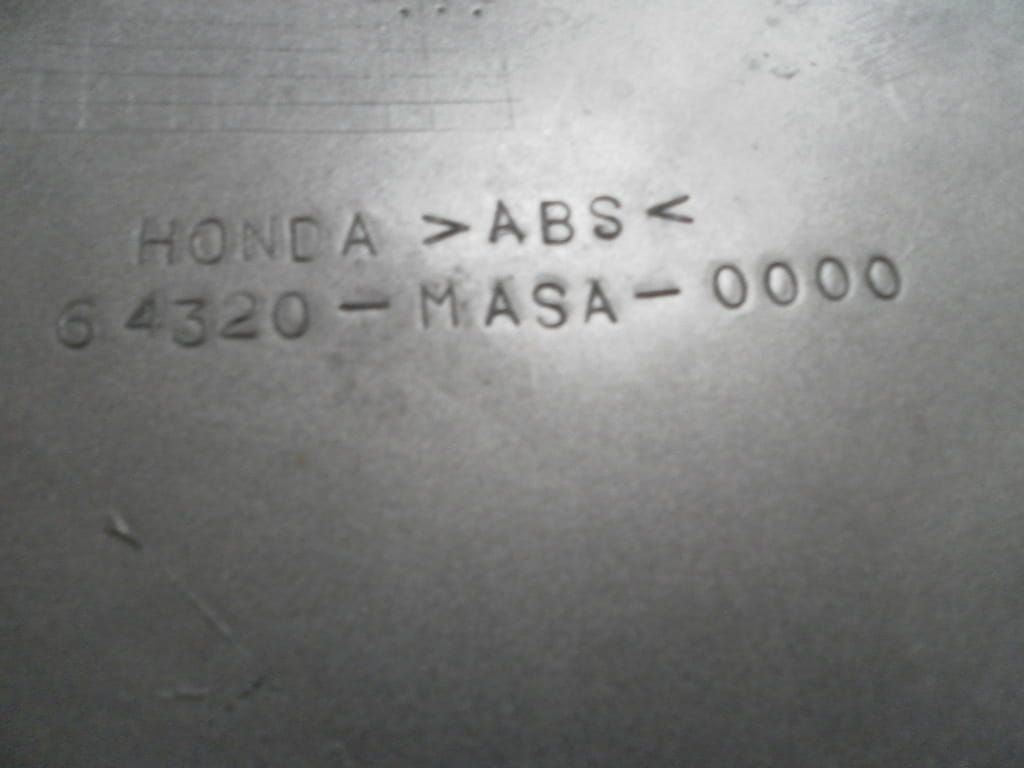 HONDA >ABS<
64320-MASA-0000